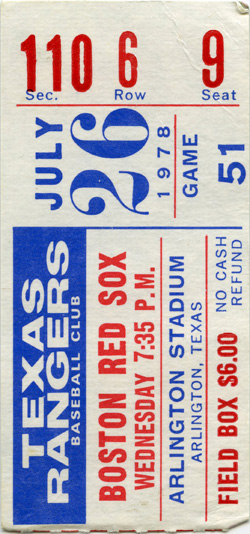 110 6 9
Sec. Row Seat
JULY
26
1978
GAME
51
TEXAS
RANGERS
BASEBALL CLUB
BOSTON RED SOX
WEDNESDAY 7:35 P.M.
ARLINGTON STADIUM
ARLINGTON, TEXAS
NO CASH
REFUND
FIELD BOX $6.00